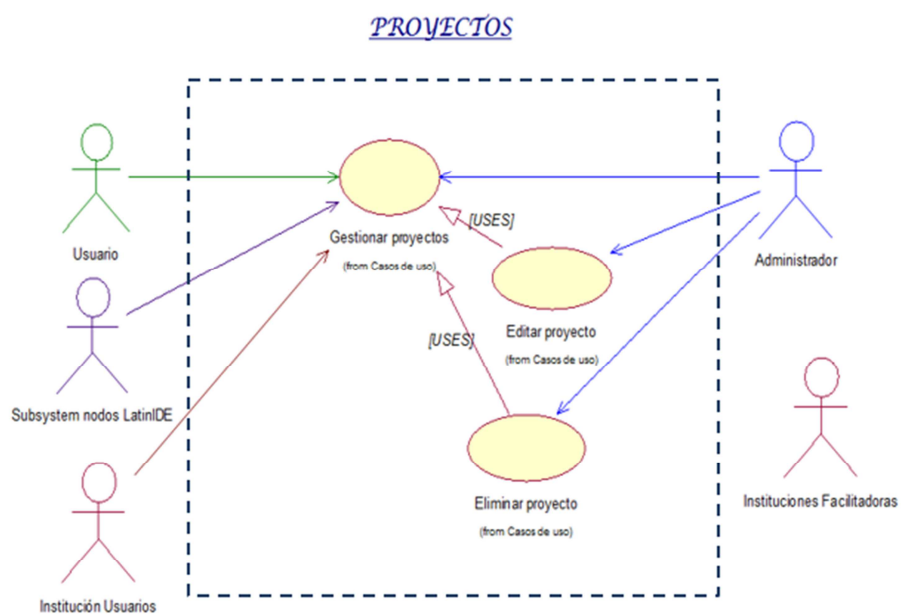 PROYECTOS
Usuario
Gestionar proyectos
(from Casos de uso)
[USES]
Administrador
Editar proyecto
(from Casos de uso)
[USES]
Subsystem nodos LatinIDE
Eliminar proyecto
(from Casos de uso)
Instituciones Facilitadoras
Institución Usuarios